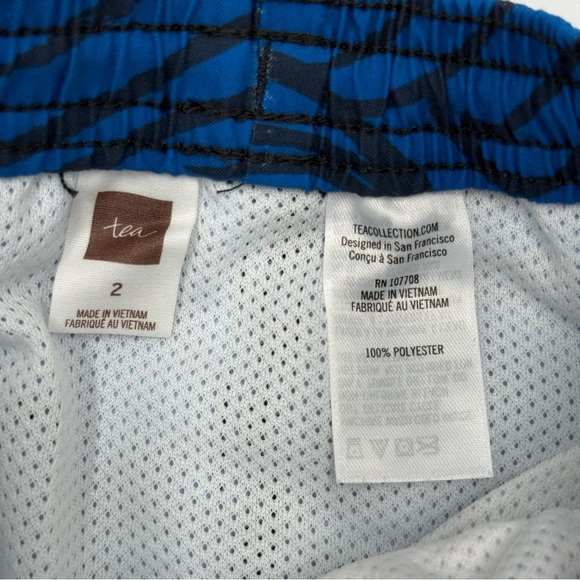 tea
2
MADE IN VIETNAM
FABRIQUÉ AU VIETNAM
TEACOLLECTION.COM
Designed in San Francisco
Conçu à San Francisco
RN 107708
MADE IN VIETNAM
FABRIQUÉ AU VIETNAM
100% POLYESTER